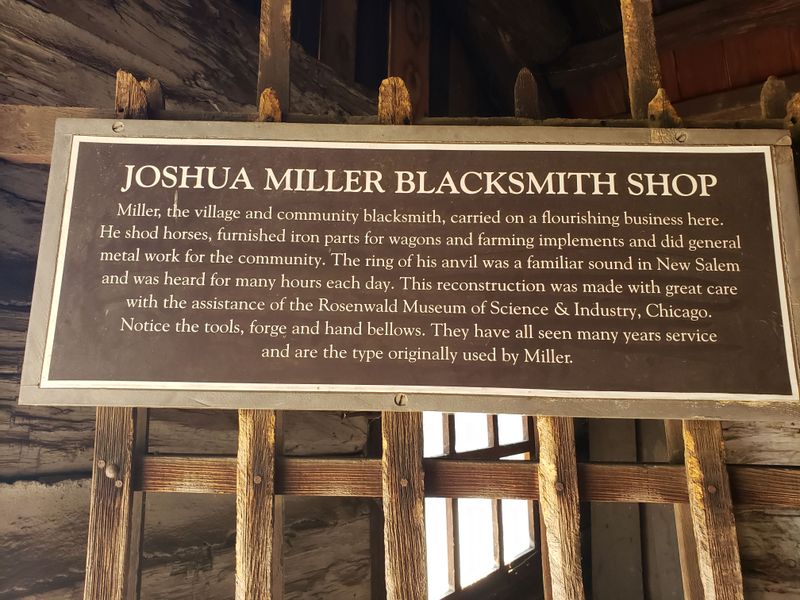 JOSHUA MILLER BLACKSMITH SHOP
Miller, the village and community blacksmith, carried on a flourishing business here.
He shod horses, furnished iron parts for wagons and farming implements and did general
metal work for the community. The ring of his anvil was a familiar sound in New Salem
and was heard for many hours each day. This reconstruction was made with great care
with the assistance of the Rosenwald Museum of Science & Industry, Chicago.
Notice the tools, forge and hand bellows. They have all seen many years service
and are the type originally used by Miller.